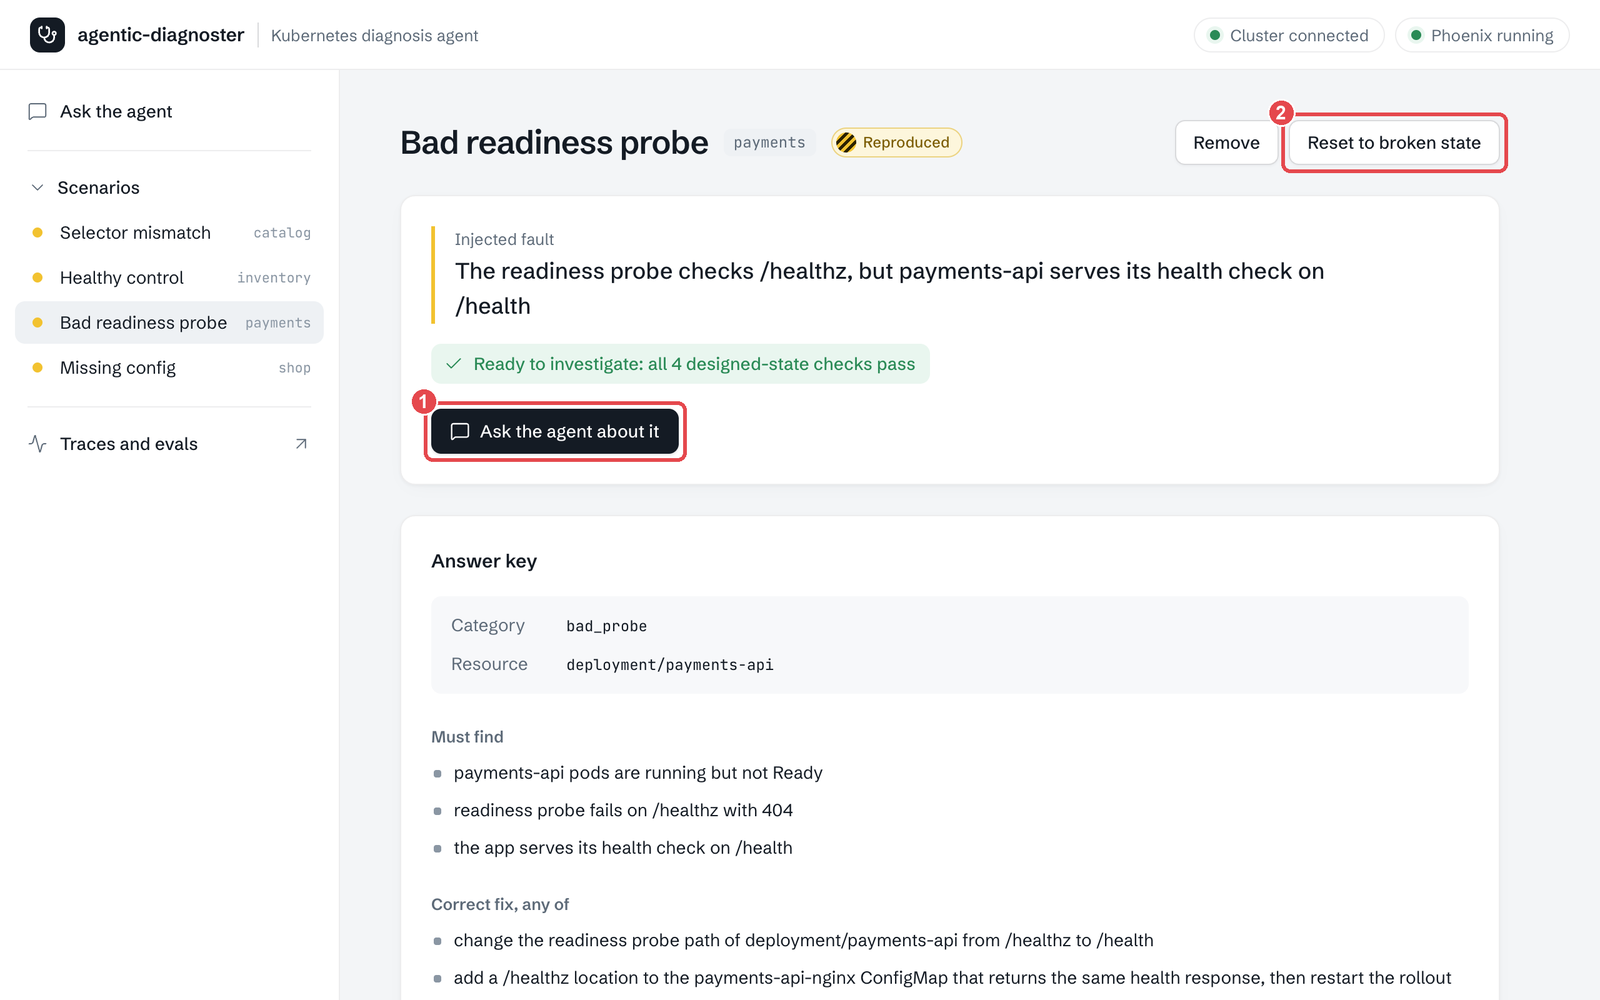 agentic-diagnoster
Kubernetes diagnosis agent
Cluster connected
Phoenix running
Ask the agent
Scenarios
Selector mismatch catalog
Healthy control inventory
Bad readiness probe payments
Missing config shop
Traces and evals
Bad readiness probe payments Reproduced
Remove
2
Reset to broken state
Injected fault
The readiness probe checks /healthz, but payments-api serves its health check on
/health
Ready to investigate: all 4 designed-state checks pass
1
Ask the agent about it
Answer key
Category bad_probe
Resource deployment/payments-api
Must find
payments-api pods are running but not Ready
readiness probe fails on /healthz with 404
the app serves its health check on /health
Correct fix, any of
change the readiness probe path of deployment/payments-api from /healthz to /health
add a /healthz location to the payments-api-nginx ConfigMap that returns the same health response, then restart the rollout